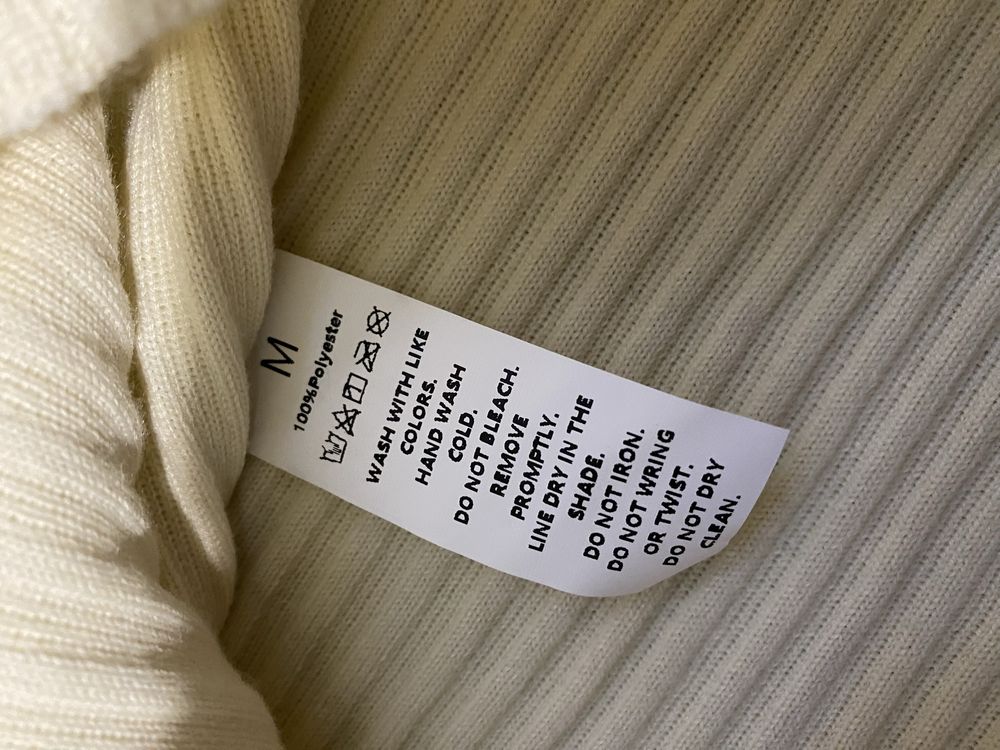 M
100%Polyester
WASH WITH LIKE
COLORS.
HAND WASH
COLD.
DO NOT BLEACH.
REMOVE
PROMPTLY.
LINE DRY IN THE
SHADE.
DO NOT IRON.
DO NOT WRING
OR TWIST.
DO NOT DRY
CLEAN.